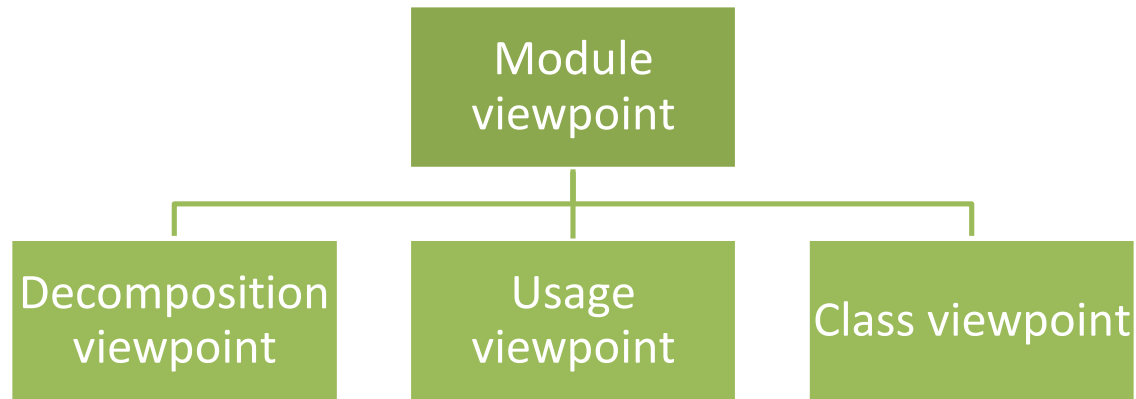 Module
viewpoint
Decomposition
viewpoint
Usage
viewpoint
Class viewpoint